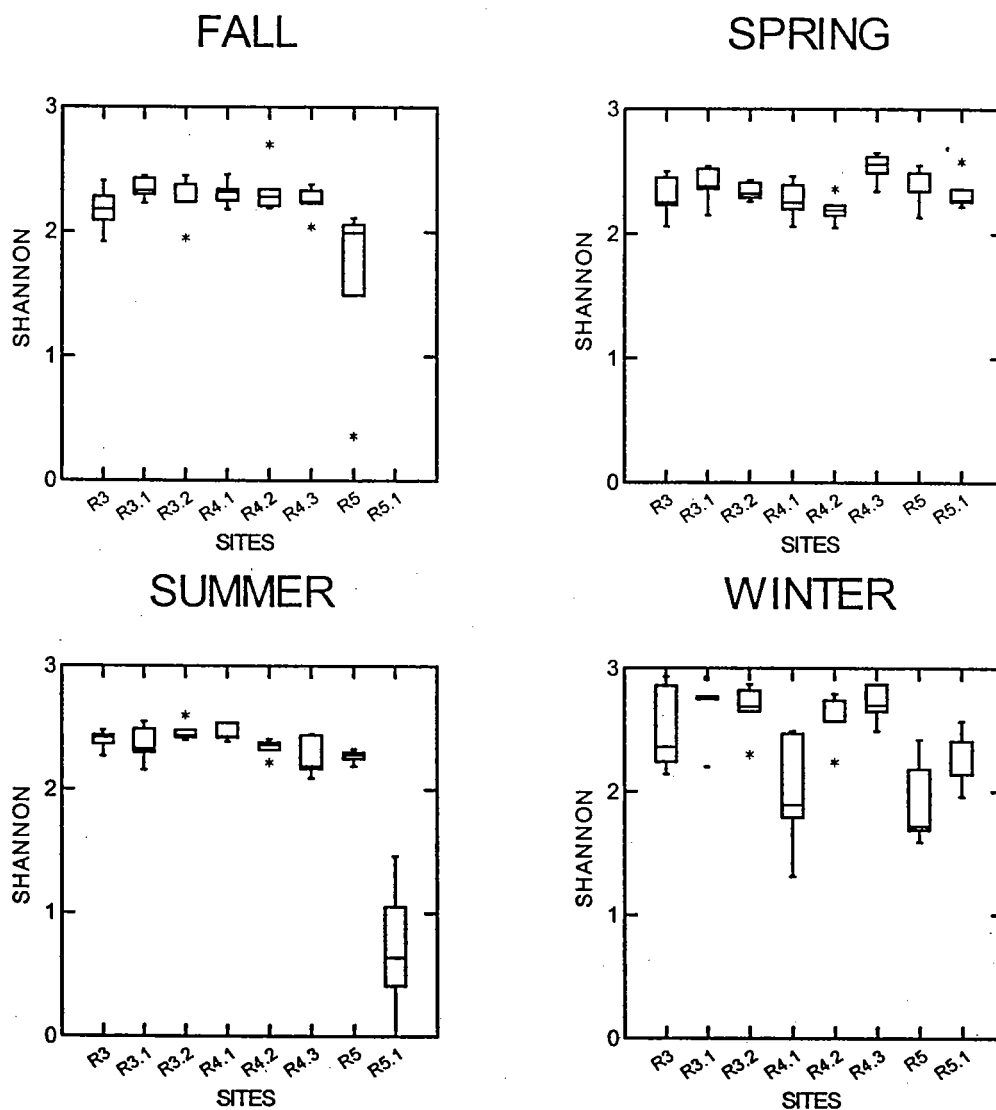 FALL
SPRING
3
2
1
0
SHANNON
R3 R3.1 R3.2 R4.1 R4.2 R4.3 R5 R5.1
SITES
3
2
1
0
SHANNON
R3 R3.1 R3.2 R4.1 R4.2 R4.3 R5 R5.1
SITES
SUMMER
WINTER
3
2
1
0
SHANNON
R3 R3.1 R3.2 R4.1 R4.2 R4.3 R5 R5.1
SITES
3
2
1
0
SHANNON
R3 R3.1 R3.2 R4.1 R4.2 R4.3 R5 R5.1
SITES